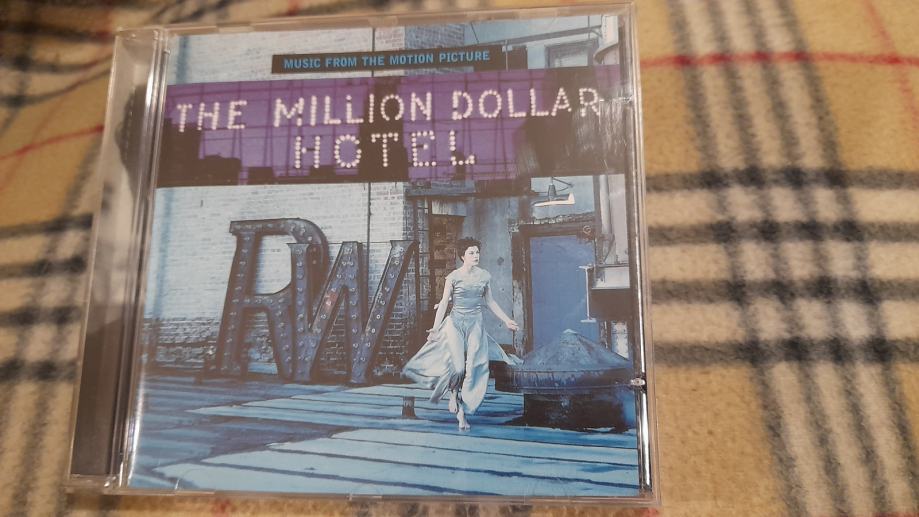 MUSIC FROM THE MOTION PICTURE
THE MILLION DOLLAR
HOTEL
RW